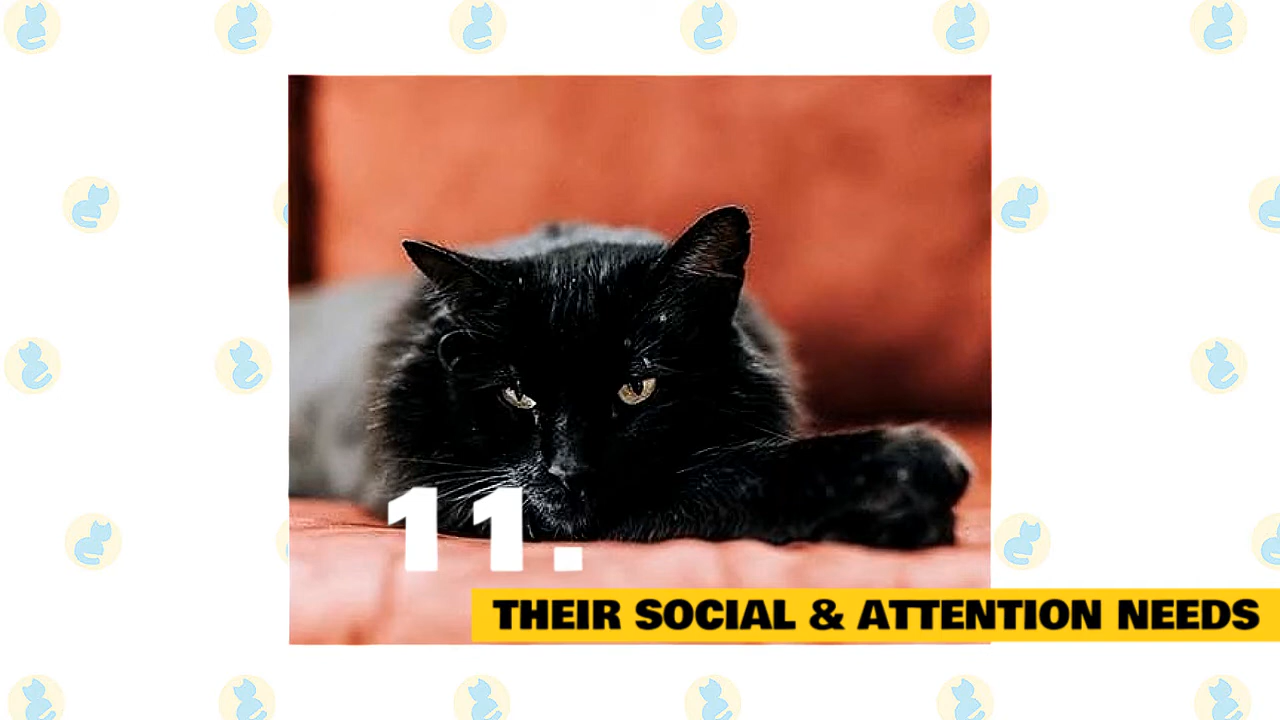 11.
THEIR SOCIAL & ATTENTION NEEDS